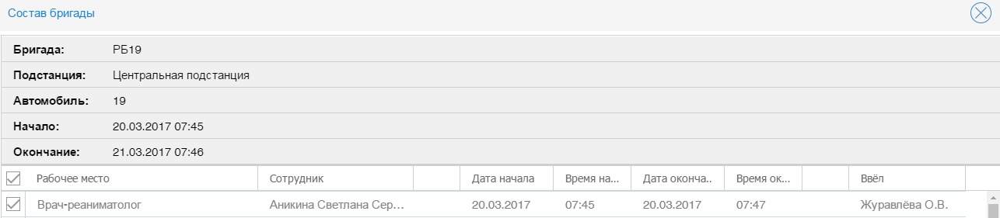 Состав бригады
Бригада: РБ19
Подстанция: Центральная подстанция
Автомобиль: 19
Начало: 20.03.2017 07:45
Окончание: 21.03.2017 07:46
Рабочее место Сотрудник Дата начала Время на... Дата оконча.. Время ок... Ввёл
Врач-реаниматолог Аникина Светлана Сер... 20.03.2017 07:45 20.03.2017 07:47 Журавлёва О.В.